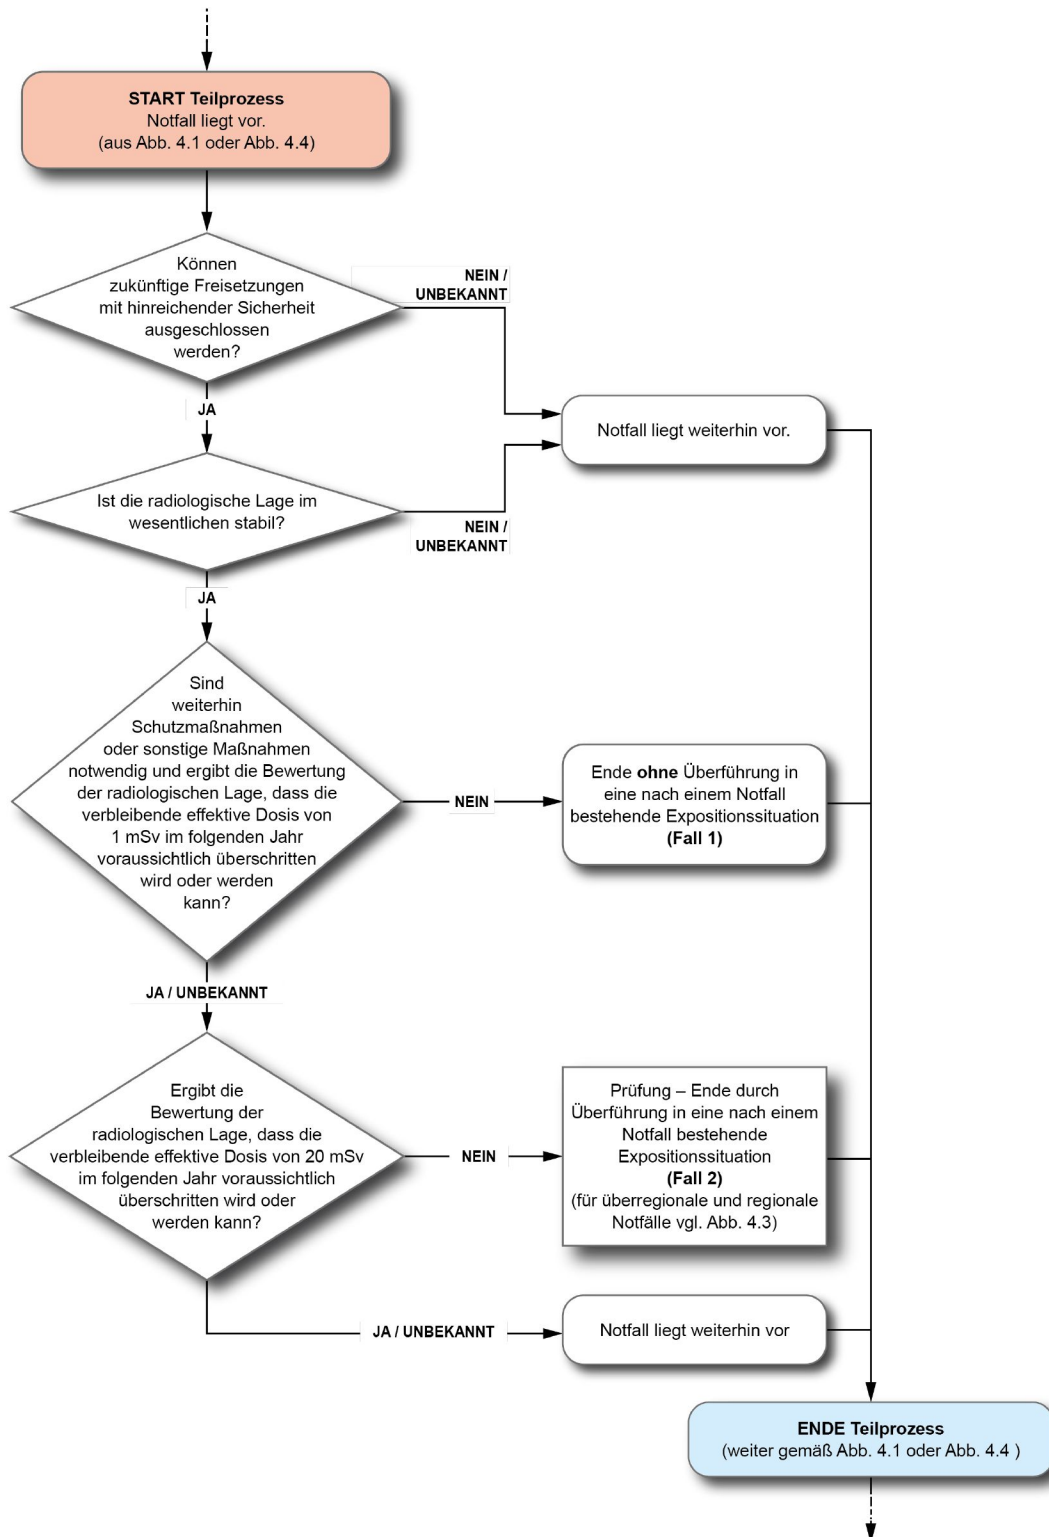 START Teilprozess
Notfall liegt vor.
(aus Abb. 4.1 oder Abb. 4.4)
Können
zukünftige Freisetzungen
mit hinreichender Sicherheit
ausgeschlossen
werden?
NEIN /
UNBEKANNT
JA
Notfall liegt weiterhin vor.
Ist die radiologische Lage im
wesentlichen stabil?
NEIN /
UNBEKANNT
JA
Sind
weiterhin
Schutzmaßnahmen
oder sonstige Maßnahmen
notwendig und ergibt die Bewertung
der radiologischen Lage, dass die
verbleibende effektive Dosis von
1 mSv im folgenden Jahr
voraussichtlich überschritten
wird oder werden
kann?
NEIN
Ende ohne Überführung in
eine nach einem Notfall
bestehende Expositionssituation
(Fall 1)
JA / UNBEKANNT
Ergibt die
Bewertung der
radiologischen Lage, dass die
verbleibende effektive Dosis von 20 mSv
im folgenden Jahr voraussichtlich
überschritten wird oder
werden kann?
NEIN
Prüfung – Ende durch
Überführung in eine nach einem
Notfall bestehende
Expositionssituation
(Fall 2)
(für überregionale und regionale
Notfälle vgl. Abb. 4.3)
JA / UNBEKANNT
Notfall liegt weiterhin vor
ENDE Teilprozess
(weiter gemäß Abb. 4.1 oder Abb. 4.4 )